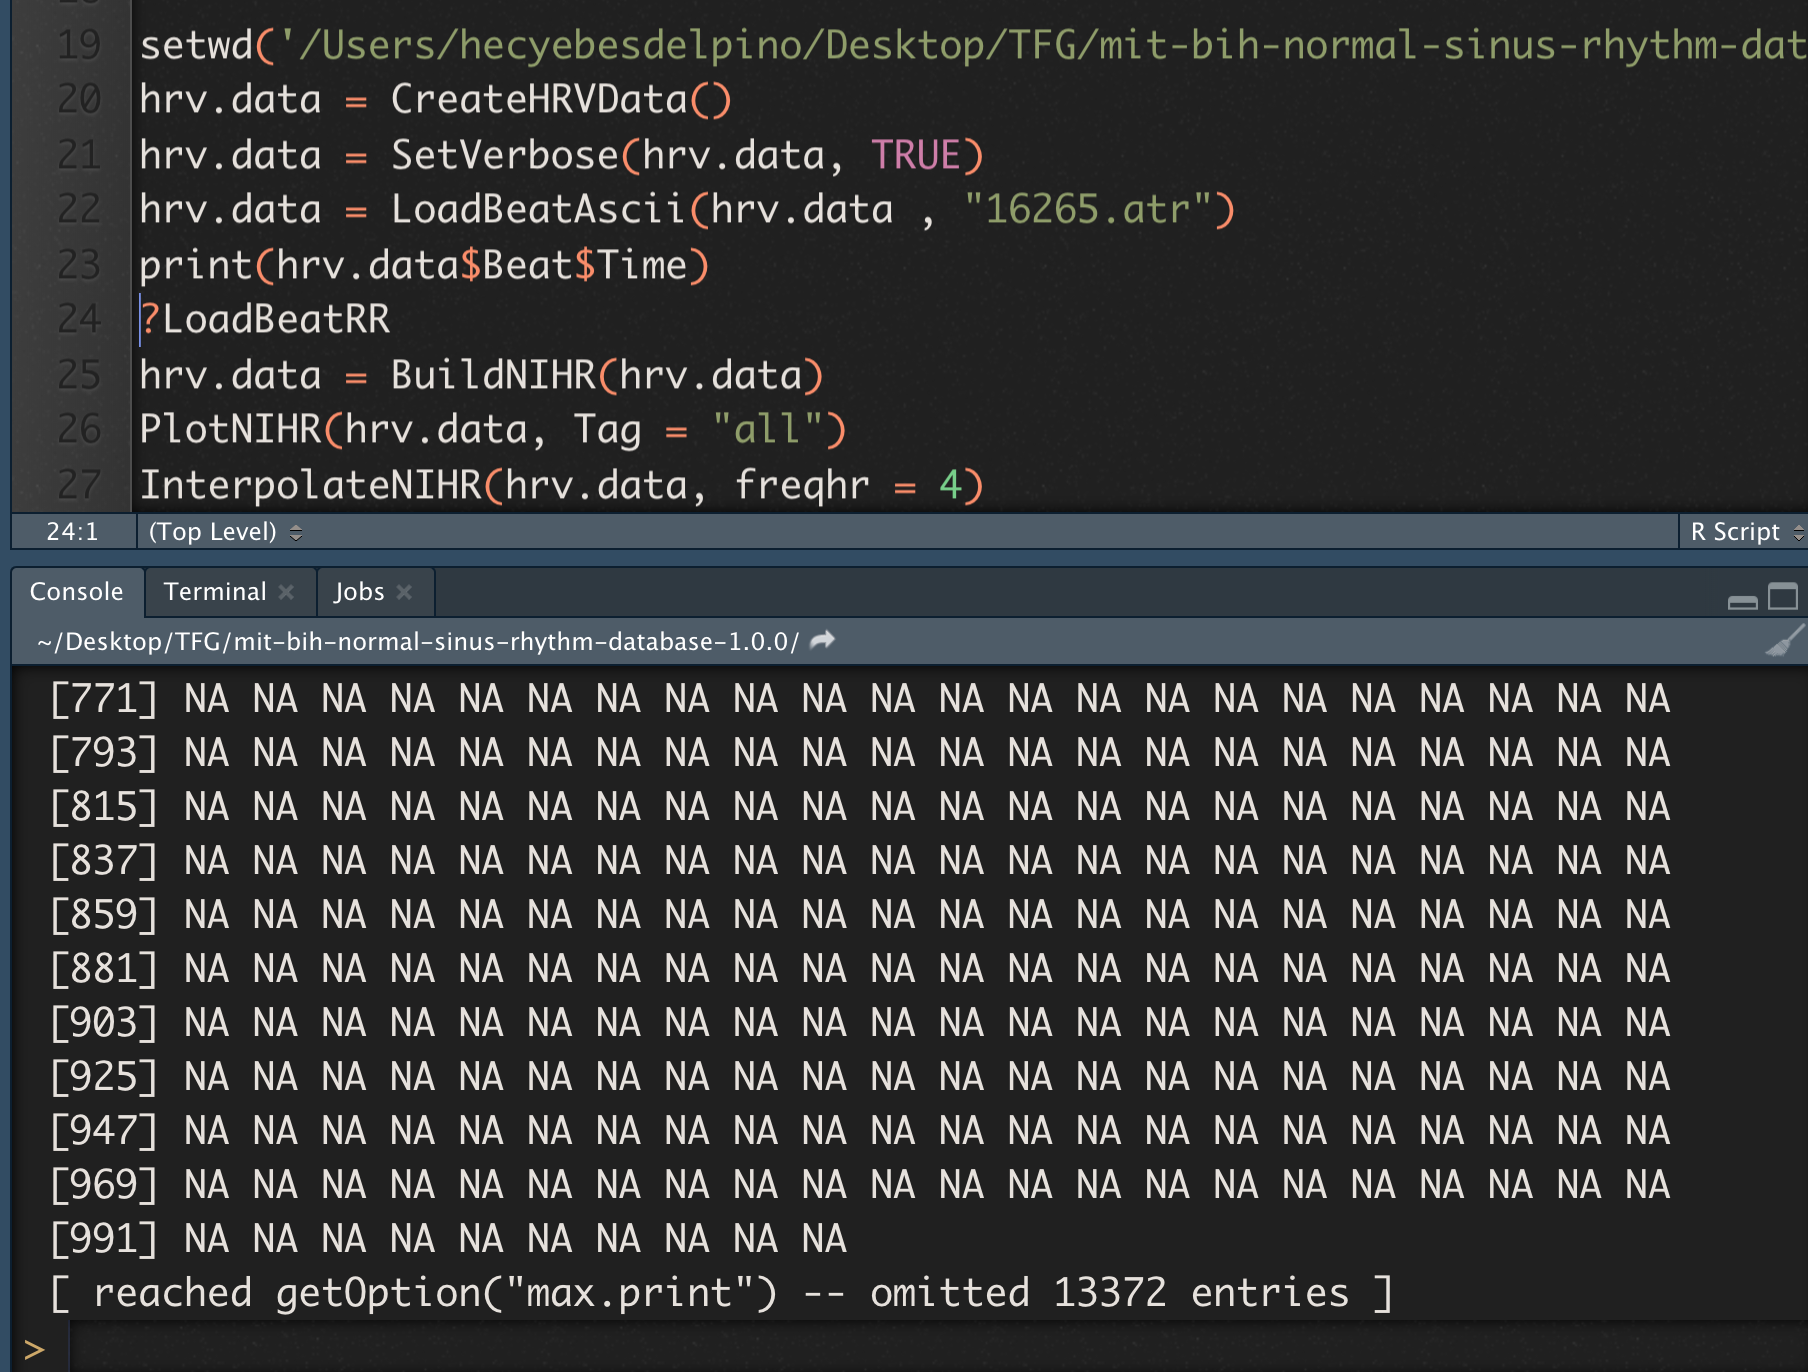 19 setwd('/Users/hecyebesdelpino/Desktop/TFG/mit-bih-normal-sinus-rhythm-dat
20 hrv.data = CreateHRVData()
21 hrv.data = SetVerbose(hrv.data, TRUE)
22 hrv.data = LoadBeatAscii(hrv.data , "16265.atr")
23 print(hrv.data$Beat$Time)
24 ?LoadBeatRR
25 hrv.data = BuildNIHR(hrv.data)
26 PlotNIHR(hrv.data, Tag = "all")
27 InterpolateNIHR(hrv.data, freqhr = 4)
24:1 (Top Level) R Script
Console Terminal Jobs
~/Desktop/TFG/mit-bih-normal-sinus-rhythm-database-1.0.0/
[771] NA NA NA NA NA NA NA NA NA NA NA NA NA NA NA NA NA NA NA NA NA NA
[793] NA NA NA NA NA NA NA NA NA NA NA NA NA NA NA NA NA NA NA NA NA NA
[815] NA NA NA NA NA NA NA NA NA NA NA NA NA NA NA NA NA NA NA NA NA NA
[837] NA NA NA NA NA NA NA NA NA NA NA NA NA NA NA NA NA NA NA NA NA NA
[859] NA NA NA NA NA NA NA NA NA NA NA NA NA NA NA NA NA NA NA NA NA NA
[881] NA NA NA NA NA NA NA NA NA NA NA NA NA NA NA NA NA NA NA NA NA NA
[903] NA NA NA NA NA NA NA NA NA NA NA NA NA NA NA NA NA NA NA NA NA NA
[925] NA NA NA NA NA NA NA NA NA NA NA NA NA NA NA NA NA NA NA NA NA NA
[947] NA NA NA NA NA NA NA NA NA NA NA NA NA NA NA NA NA NA NA NA NA NA
[969] NA NA NA NA NA NA NA NA NA NA NA NA NA NA NA NA NA NA NA NA NA NA
[991] NA NA NA NA NA NA NA NA NA NA
[ reached getOption("max.print") -- omitted 13372 entries ]
>